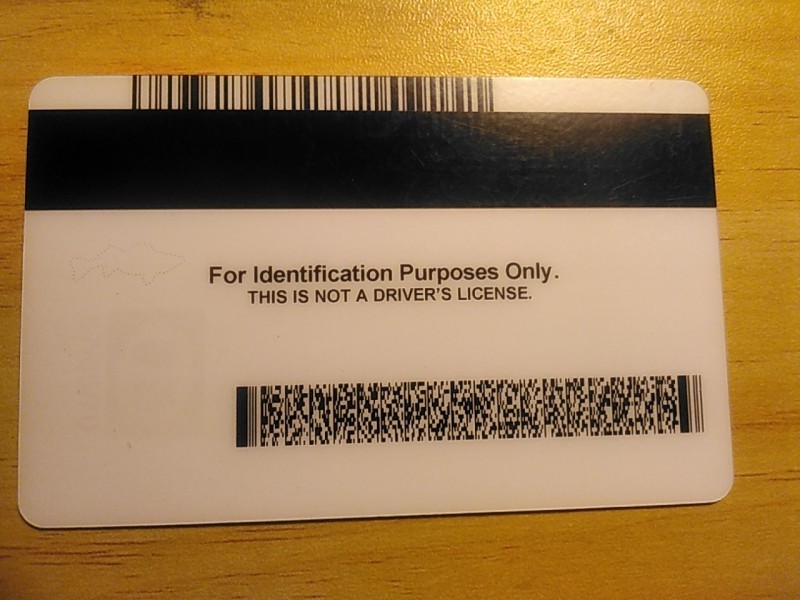 For Identification Purposes Only.
THIS IS NOT A DRIVER'S LICENSE.